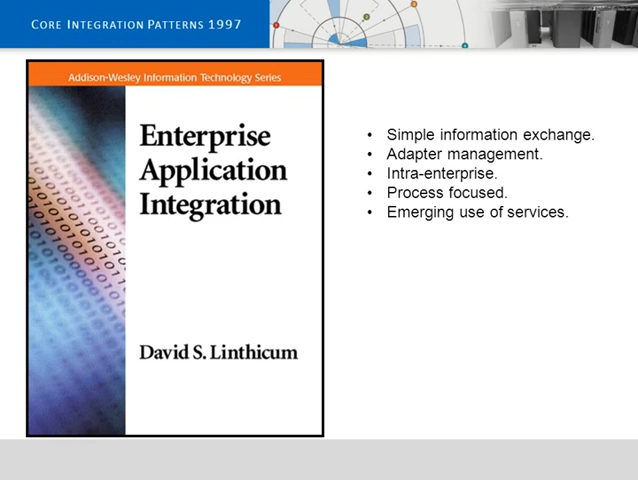 CORE INTEGRATION PATTERNS 1997
Addison-Wesley Information Technology Series
Enterprise
Application
Integration
David S. Linthicum
• Simple information exchange.
• Adapter management.
• Intra-enterprise.
• Process focused.
• Emerging use of services.